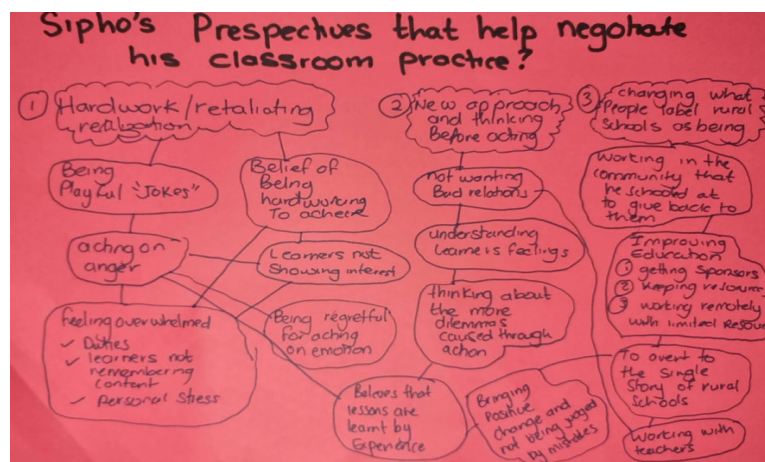 Sipho's Prespectives that help negotiate
his classroom practice?
① Hardwork/retaliating
realization
Being
Playful "Jokes"
Belief of
Being
hardworking
To acheive
acting on
anger
Learners not
Showing interest
Feeling overwhelmed
✓ Duties
✓ learners not
remembering
content
✓ Personal Stress
Being regretful
for acting
on emotion
② New approach
and thinking
Before acting
not wanting
Bad relations
understanding
Learners feelings
thinking about
the more
dilemmas
caused through
action
Beleives that
lessons are
learnt by
Experience
Bringing
Positive
change and
not being judged
by mistakes
③ changing what
People label rural
Schools as being
Working in the
community that
he schooled at
to give back to
them
Improving
Education
① getting Sponsors
② Keeping resources
③ working remotely
with limited Resou
To overt to
the Single
Story of rural
Schools
Working with
teachers